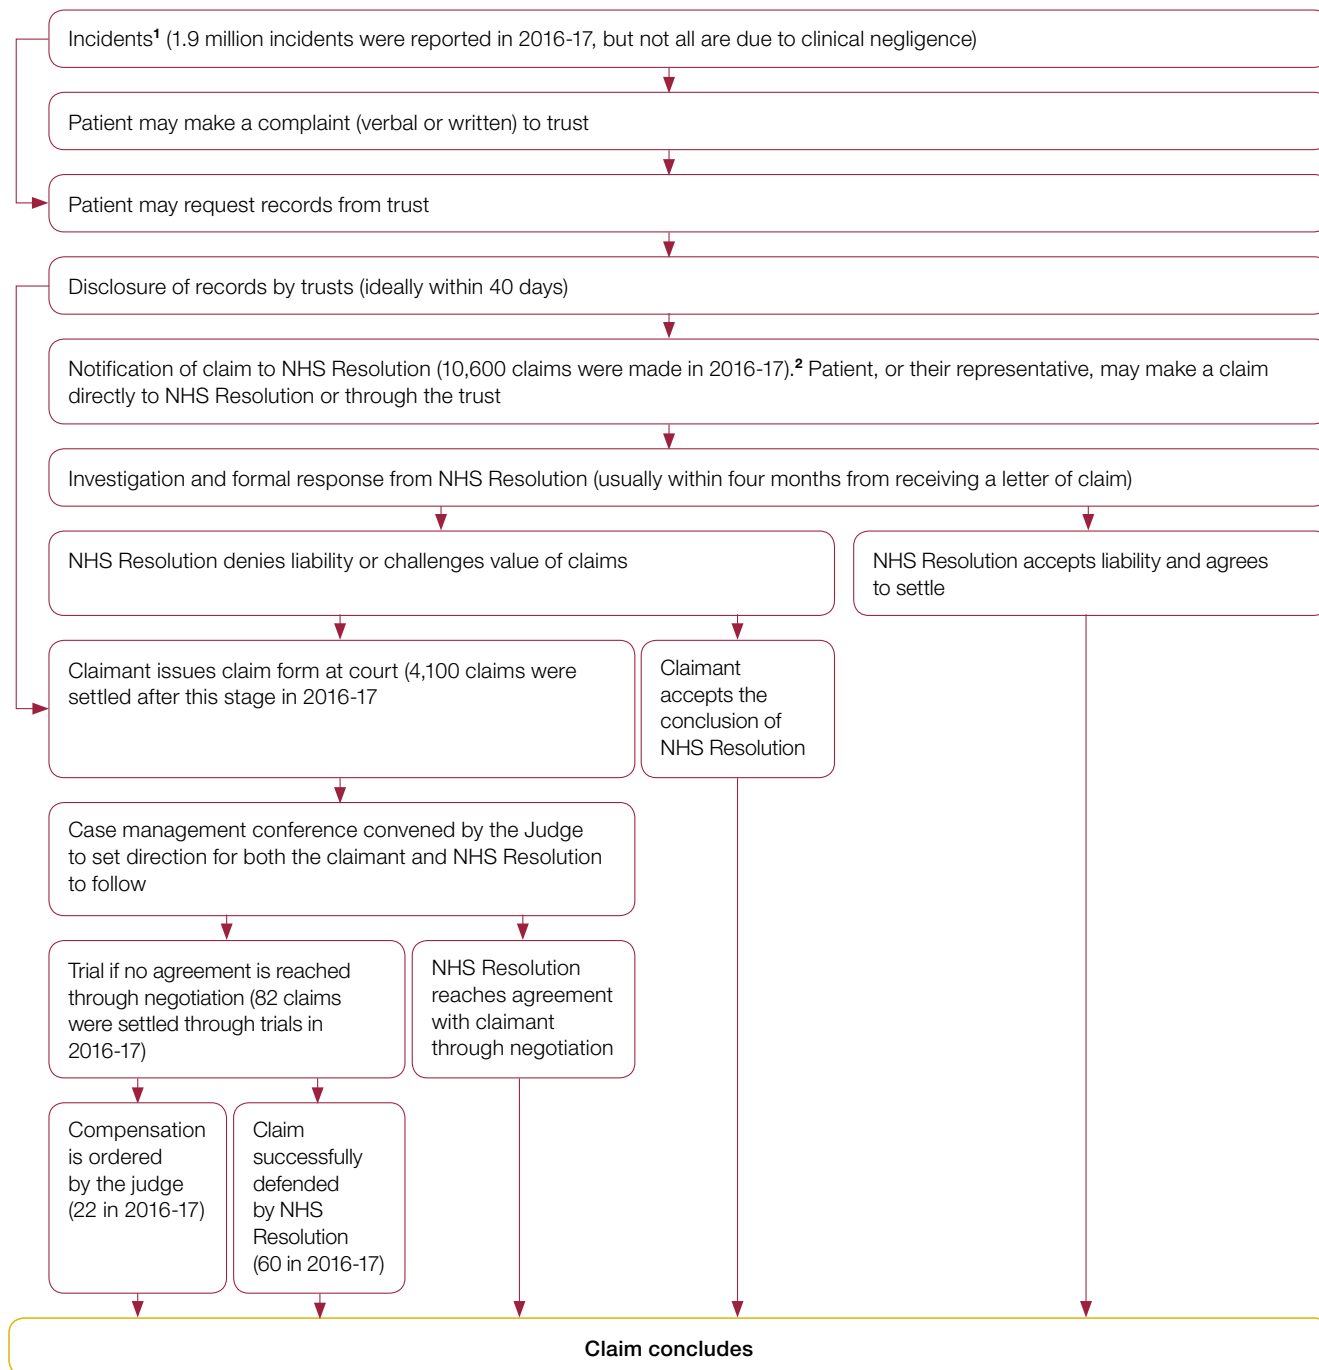 Incidents¹ (1.9 million incidents were reported in 2016-17, but not all are due to clinical negligence)
Patient may make a complaint (verbal or written) to trust
Patient may request records from trust
Disclosure of records by trusts (ideally within 40 days)
Notification of claim to NHS Resolution (10,600 claims were made in 2016-17).² Patient, or their representative, may make a claim
directly to NHS Resolution or through the trust
Investigation and formal response from NHS Resolution (usually within four months from receiving a letter of claim)
NHS Resolution denies liability or challenges value of claims
NHS Resolution accepts liability and agrees
to settle
Claimant issues claim form at court (4,100 claims were
settled after this stage in 2016-17
Claimant
accepts the
conclusion of
NHS Resolution
Case management conference convened by the Judge
to set direction for both the claimant and NHS Resolution
to follow
Trial if no agreement is reached
through negotiation (82 claims
were settled through trials in
2016-17)
NHS Resolution
reaches agreement
with claimant
through negotiation
Compensation
is ordered
by the judge
(22 in 2016-17)
Claim
successfully
defended
by NHS
Resolution
(60 in 2016-17)
Claim concludes